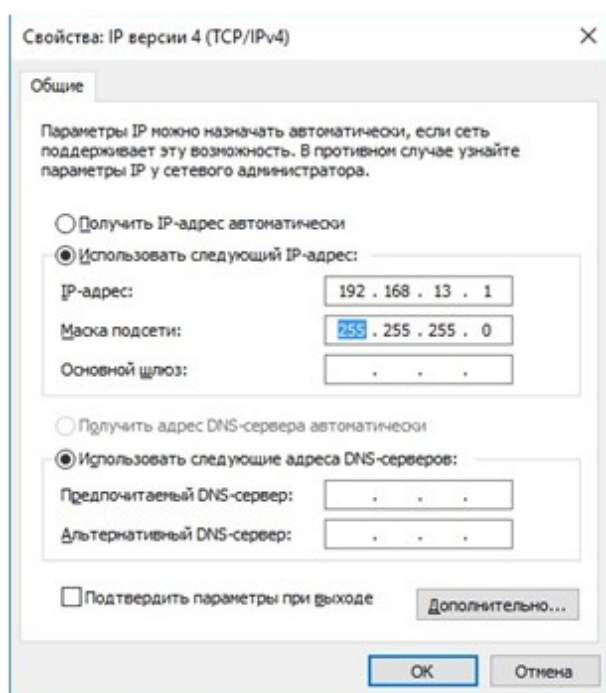 Свойства: IP версии 4 (TCP/IPv4)
Общие
Параметры IP можно назначать автоматически, если сеть
поддерживает эту возможность. В противном случае узнайте
параметры IP у сетевого администратора.
Получить IP-адрес автоматически
Использовать следующий IP-адрес:
IP-адрес: 192 . 168 . 13 . 1
Маска подсети: 255 . 255 . 255 . 0
Основной шлюз: . . .
Получить адрес DNS-сервера автоматически
Использовать следующие адреса DNS-серверов:
Предпочитаемый DNS-сервер: . . .
Альтернативный DNS-сервер: . . .
Подтвердить параметры при выходе
Дополнительно...
ОК Отмена